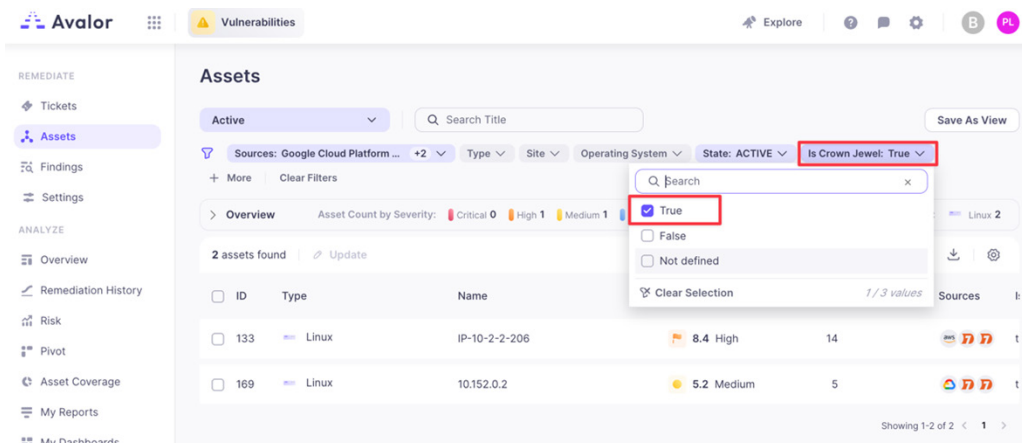 Avalor
Vulnerabilities
Explore
B
PL
REMEDIATE
Tickets
Assets
Findings
Settings
ANALYZE
Overview
Remediation History
Risk
Pivot
Asset Coverage
My Reports
My Dashboards
Assets
Active
Search Title
Save As View
Sources: Google Cloud Platform ... +2
Type
Site
Operating System
State: ACTIVE
Is Crown Jewel: True
+ More
Clear Filters
Search
True
False
Not defined
Clear Selection
1 / 3 values
Overview
Asset Count by Severity:
Critical 0
High 1
Medium 1
Linux 2
2 assets found
Update
ID Type Name Sources
133 Linux IP-10-2-2-206 8.4 High 14 aws
169 Linux 10.152.0.2 5.2 Medium 5
Showing 1-2 of 2 < 1 >